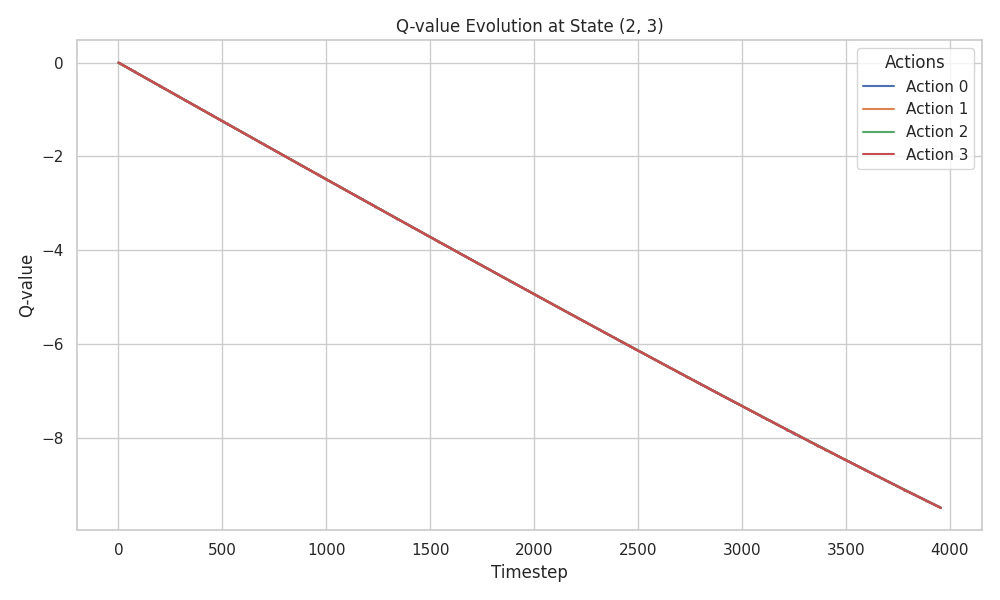 Q-value Evolution at State (2, 3)
Actions
Action 0
Action 1
Action 2
Action 3
Q-value
0
−2
−4
−6
−8
0 500 1000 1500 2000 2500 3000 3500 4000
Timestep